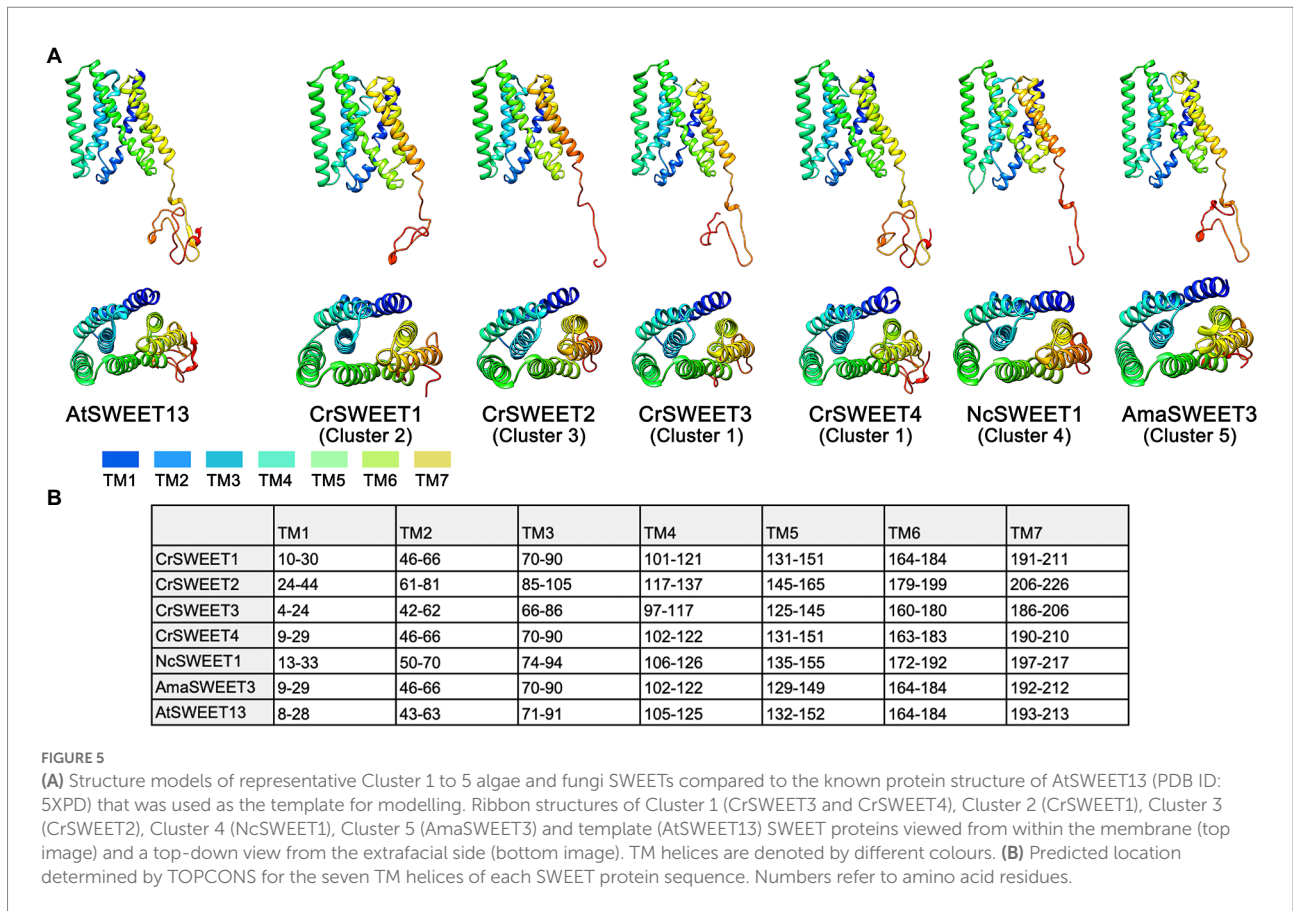 A
AtSWEET13
CrSWEET1
(Cluster 2)
CrSWEET2
(Cluster 3)
CrSWEET3
(Cluster 1)
CrSWEET4
(Cluster 1)
NcSWEET1
(Cluster 4)
AmaSWEET3
(Cluster 5)
TM1 TM2 TM3 TM4 TM5 TM6 TM7
B
TM1 TM2 TM3 TM4 TM5 TM6 TM7
CrSWEET1 10-30 46-66 70-90 101-121 131-151 164-184 191-211
CrSWEET2 24-44 61-81 85-105 117-137 145-165 179-199 206-226
CrSWEET3 4-24 42-62 66-86 97-117 125-145 160-180 186-206
CrSWEET4 9-29 46-66 70-90 102-122 131-151 163-183 190-210
NcSWEET1 13-33 50-70 74-94 106-126 135-155 172-192 197-217
AmaSWEET3 9-29 46-66 70-90 102-122 129-149 164-184 192-212
AtSWEET13 8-28 43-63 71-91 105-125 132-152 164-184 193-213
FIGURE 5
(A) Structure models of representative Cluster 1 to 5 algae and fungi SWEETs compared to the known protein structure of AtSWEET13 (PDB ID:
5XPD) that was used as the template for modelling. Ribbon structures of Cluster 1 (CrSWEET3 and CrSWEET4), Cluster 2 (CrSWEET1), Cluster 3
(CrSWEET2), Cluster 4 (NcSWEET1), Cluster 5 (AmaSWEET3) and template (AtSWEET13) SWEET proteins viewed from within the membrane (top
image) and a top-down view from the extrafacial side (bottom image). TM helices are denoted by different colours. (B) Predicted location
determined by TOPCONS for the seven TM helices of each SWEET protein sequence. Numbers refer to amino acid residues.